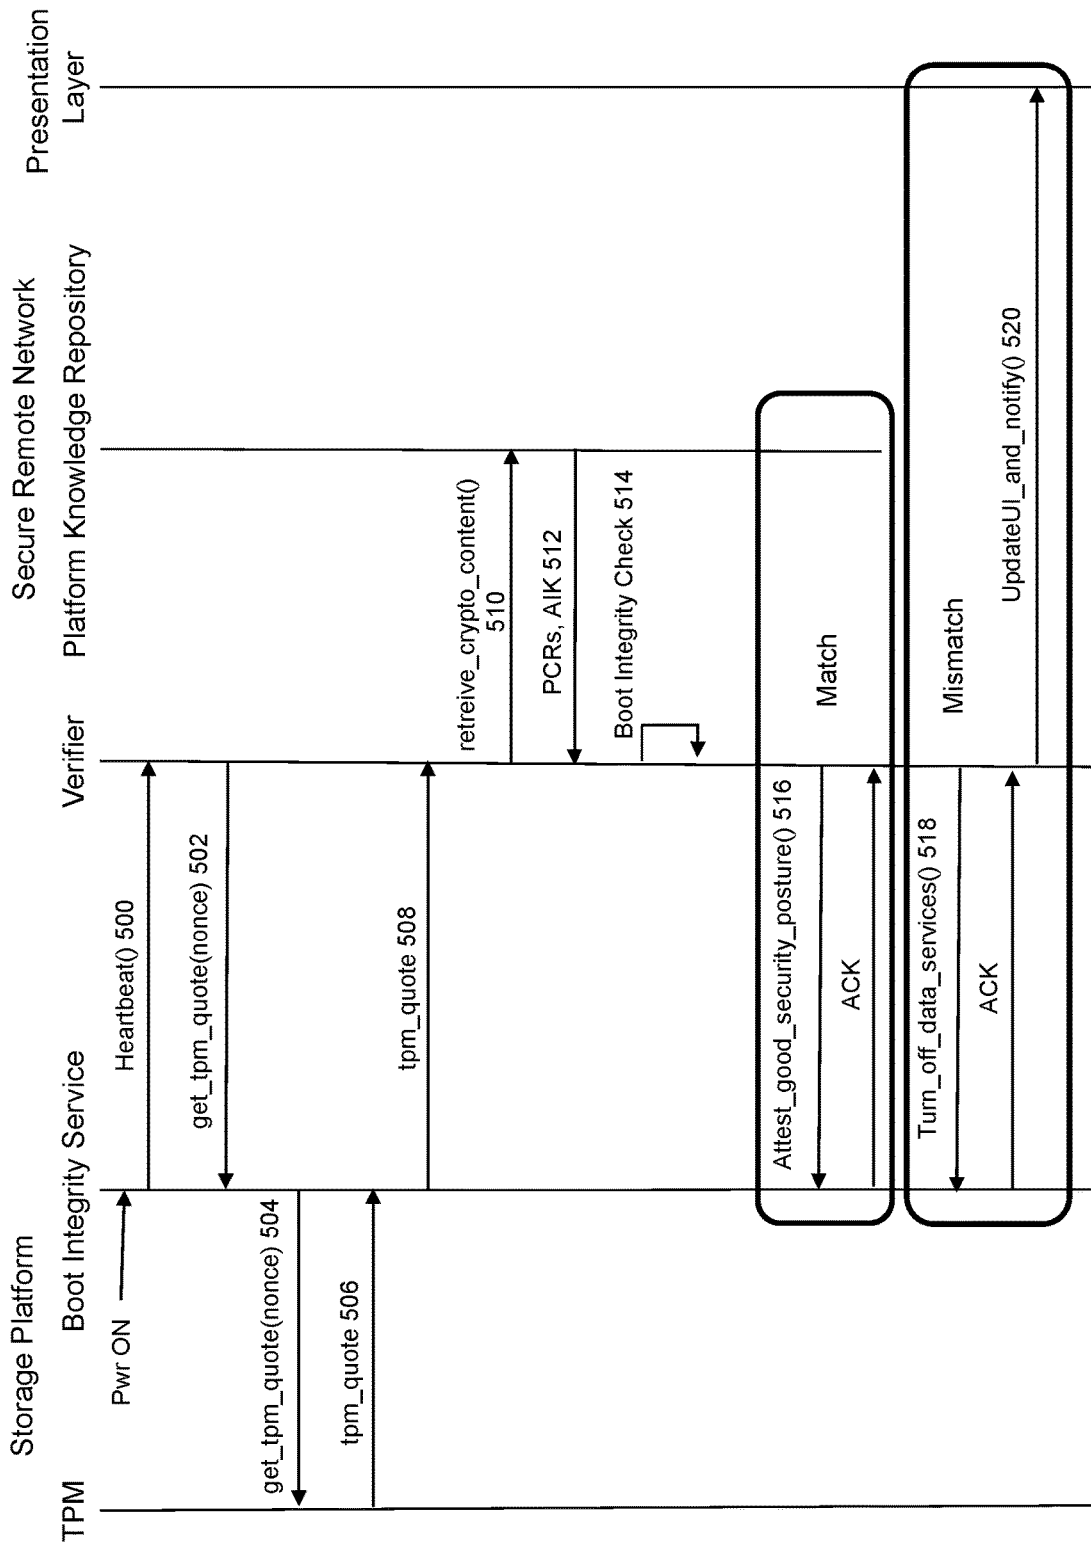 Storage Platform
Secure Remote Network
TPM
Boot Integrity Service
Verifier
Platform Knowledge Repository
Presentation
Layer
Pwr ON
Heartbeat() 500
get_tpm_quote(nonce) 502
get_tpm_quote(nonce) 504
tpm_quote 506
tpm_quote 508
retreive_crypto_content()
510
PCRs, AIK 512
Boot Integrity Check 514
Attest_good_security_posture() 516
Match
ACK
Turn_off_data_services() 518
Mismatch
ACK
UpdateUI_and_notify() 520